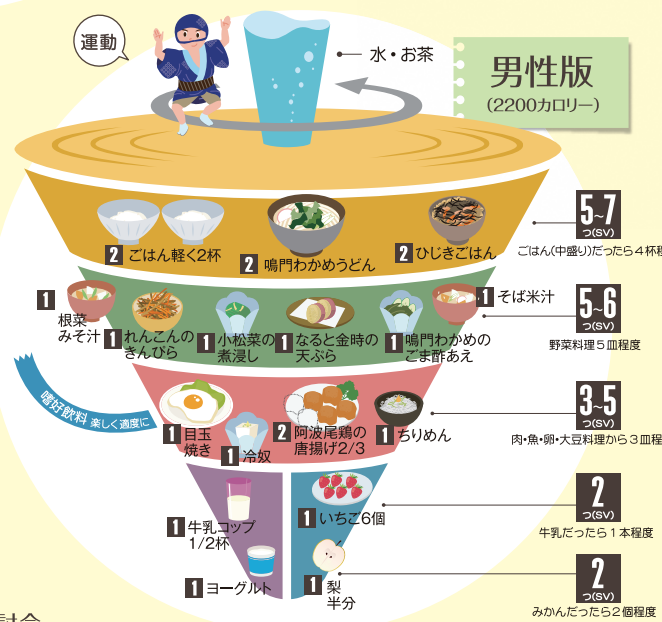 運動
水・お茶
男性版
（2200カロリー）
2 ごはん軽く2杯
2 鳴門わかめうどん
2 ひじきごはん
5~7
つ(SV)
ごはん(中盛り)だったら4杯程
1 根菜
みそ汁
1 れんこんの
きんぴら
1 小松菜の
煮浸し
1 なると金時の
天ぷら
1 鳴門わかめの
ごま酢あえ
1 そば米汁
5~6
つ(SV)
野菜料理5皿程度
嗜好飲料 楽しく適度に
1 目玉
焼き
1 冷奴
2 阿波尾鶏の
唐揚げ2/3
1 ちりめん
3~5
つ(SV)
肉・魚・卵・大豆料理から3皿程
1 牛乳コップ
1/2杯
1 ヨーグルト
1 いちご6個
1 梨
半分
2
つ(SV)
牛乳だったら1本程度
2
つ(SV)
みかんだったら2個程度